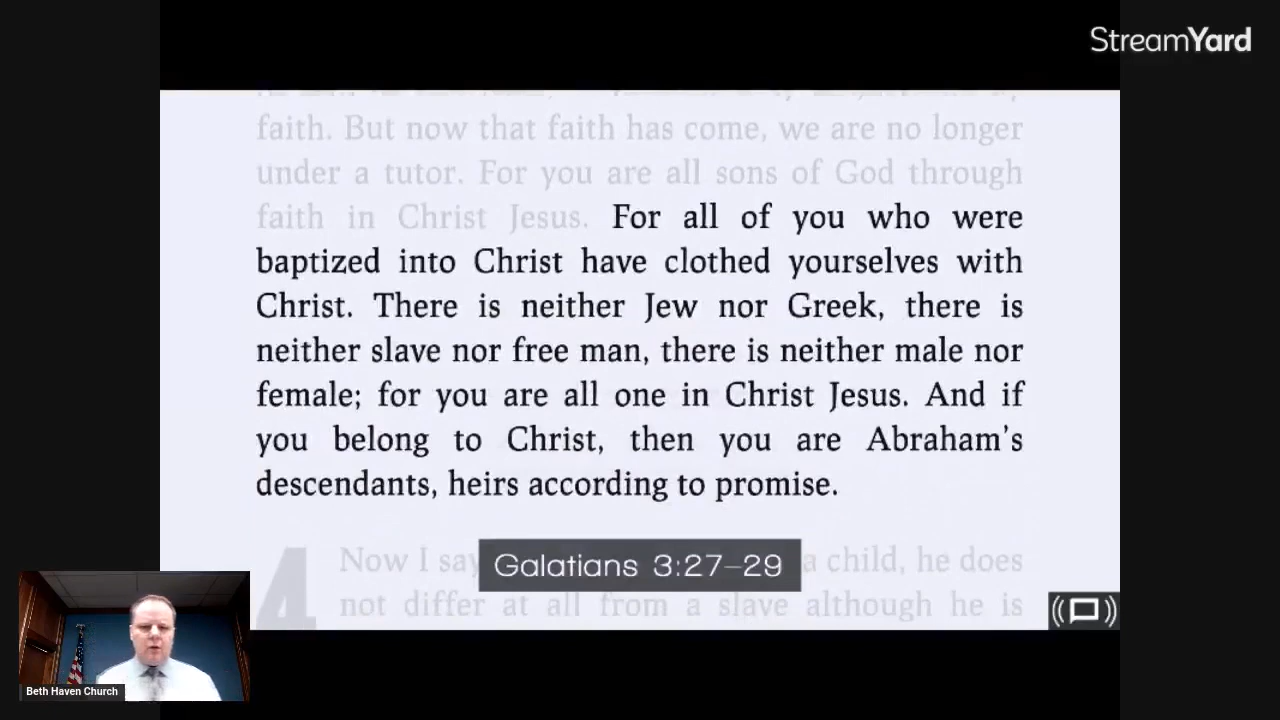 StreamYard
faith. But now that faith has come, we are no longer
under a tutor. For you are all sons of God through
faith in Christ Jesus. For all of you who were
baptized into Christ have clothed yourselves with
Christ. There is neither Jew nor Greek, there is
neither slave nor free man, there is neither male nor
female; for you are all one in Christ Jesus. And if
you belong to Christ, then you are Abraham's
descendants, heirs according to promise.
4 Now I say a child, he does
Galatians 3:27–29
not differ at all from a slave although he is
Beth Haven Church